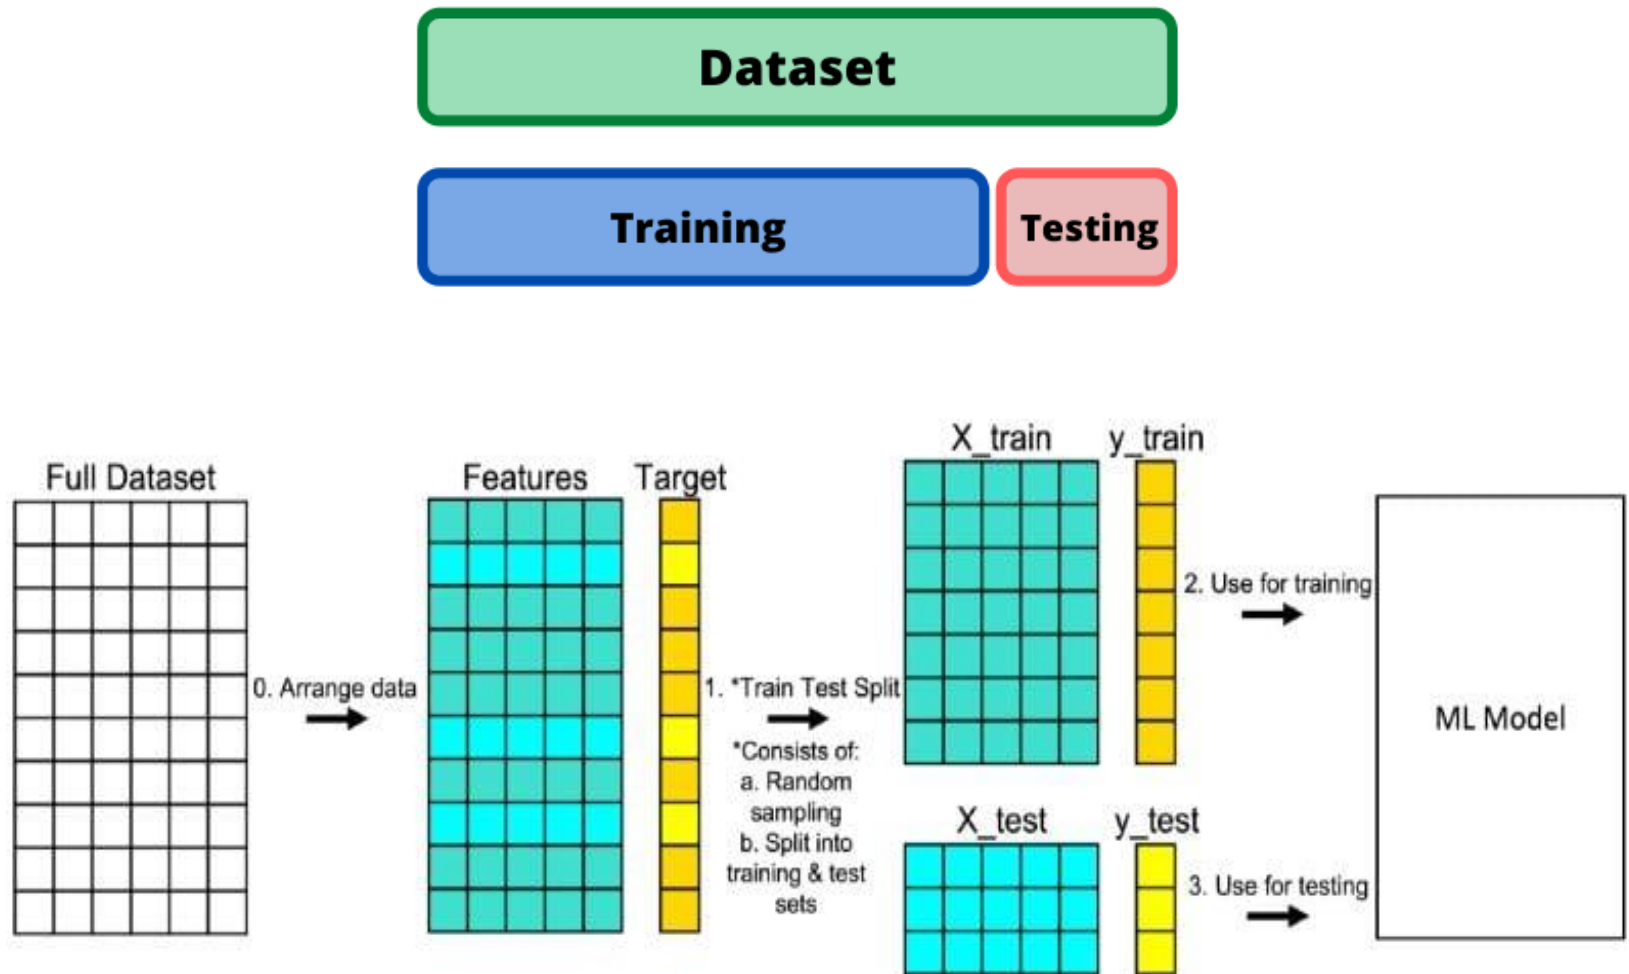 Dataset
Training
Testing
Full Dataset
0. Arrange data
Features
Target
1. *Train Test Split
*Consists of:
a. Random
sampling
b. Split into
training & test
sets
X_train
y_train
2. Use for training
X_test
y_test
3. Use for testing
ML Model